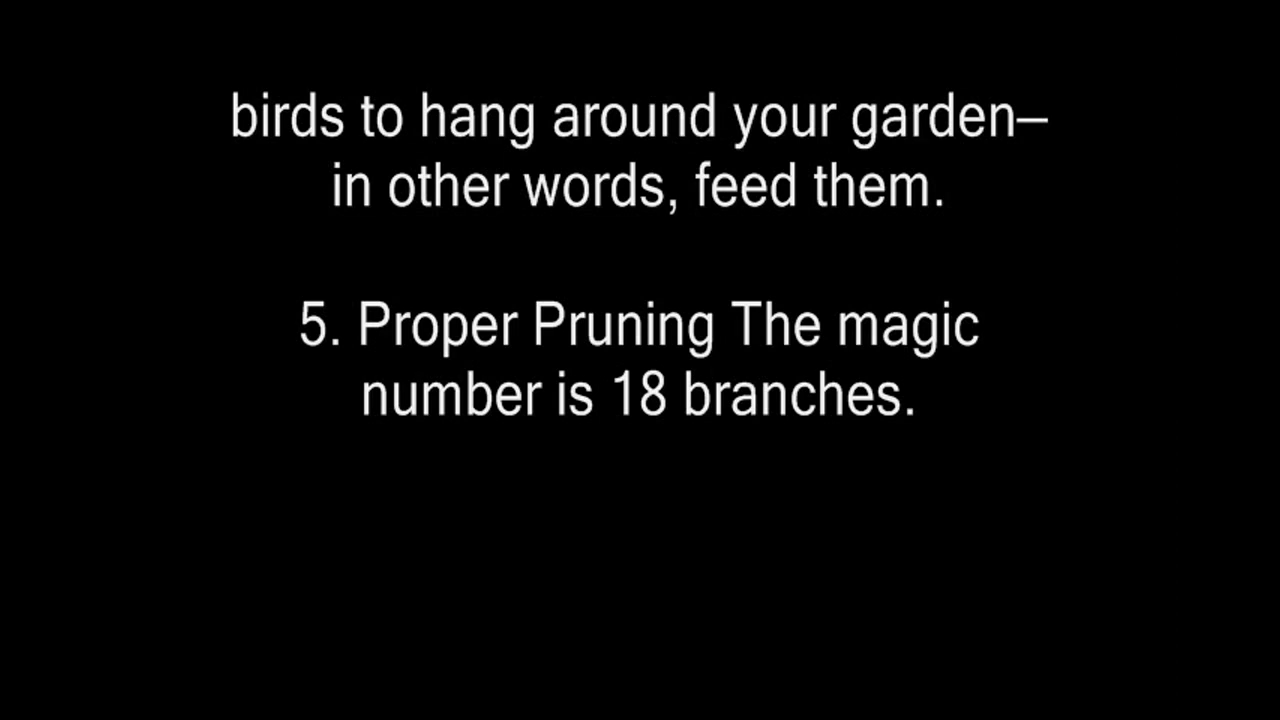 birds to hang around your garden–
in other words, feed them.
5. Proper Pruning The magic
number is 18 branches.